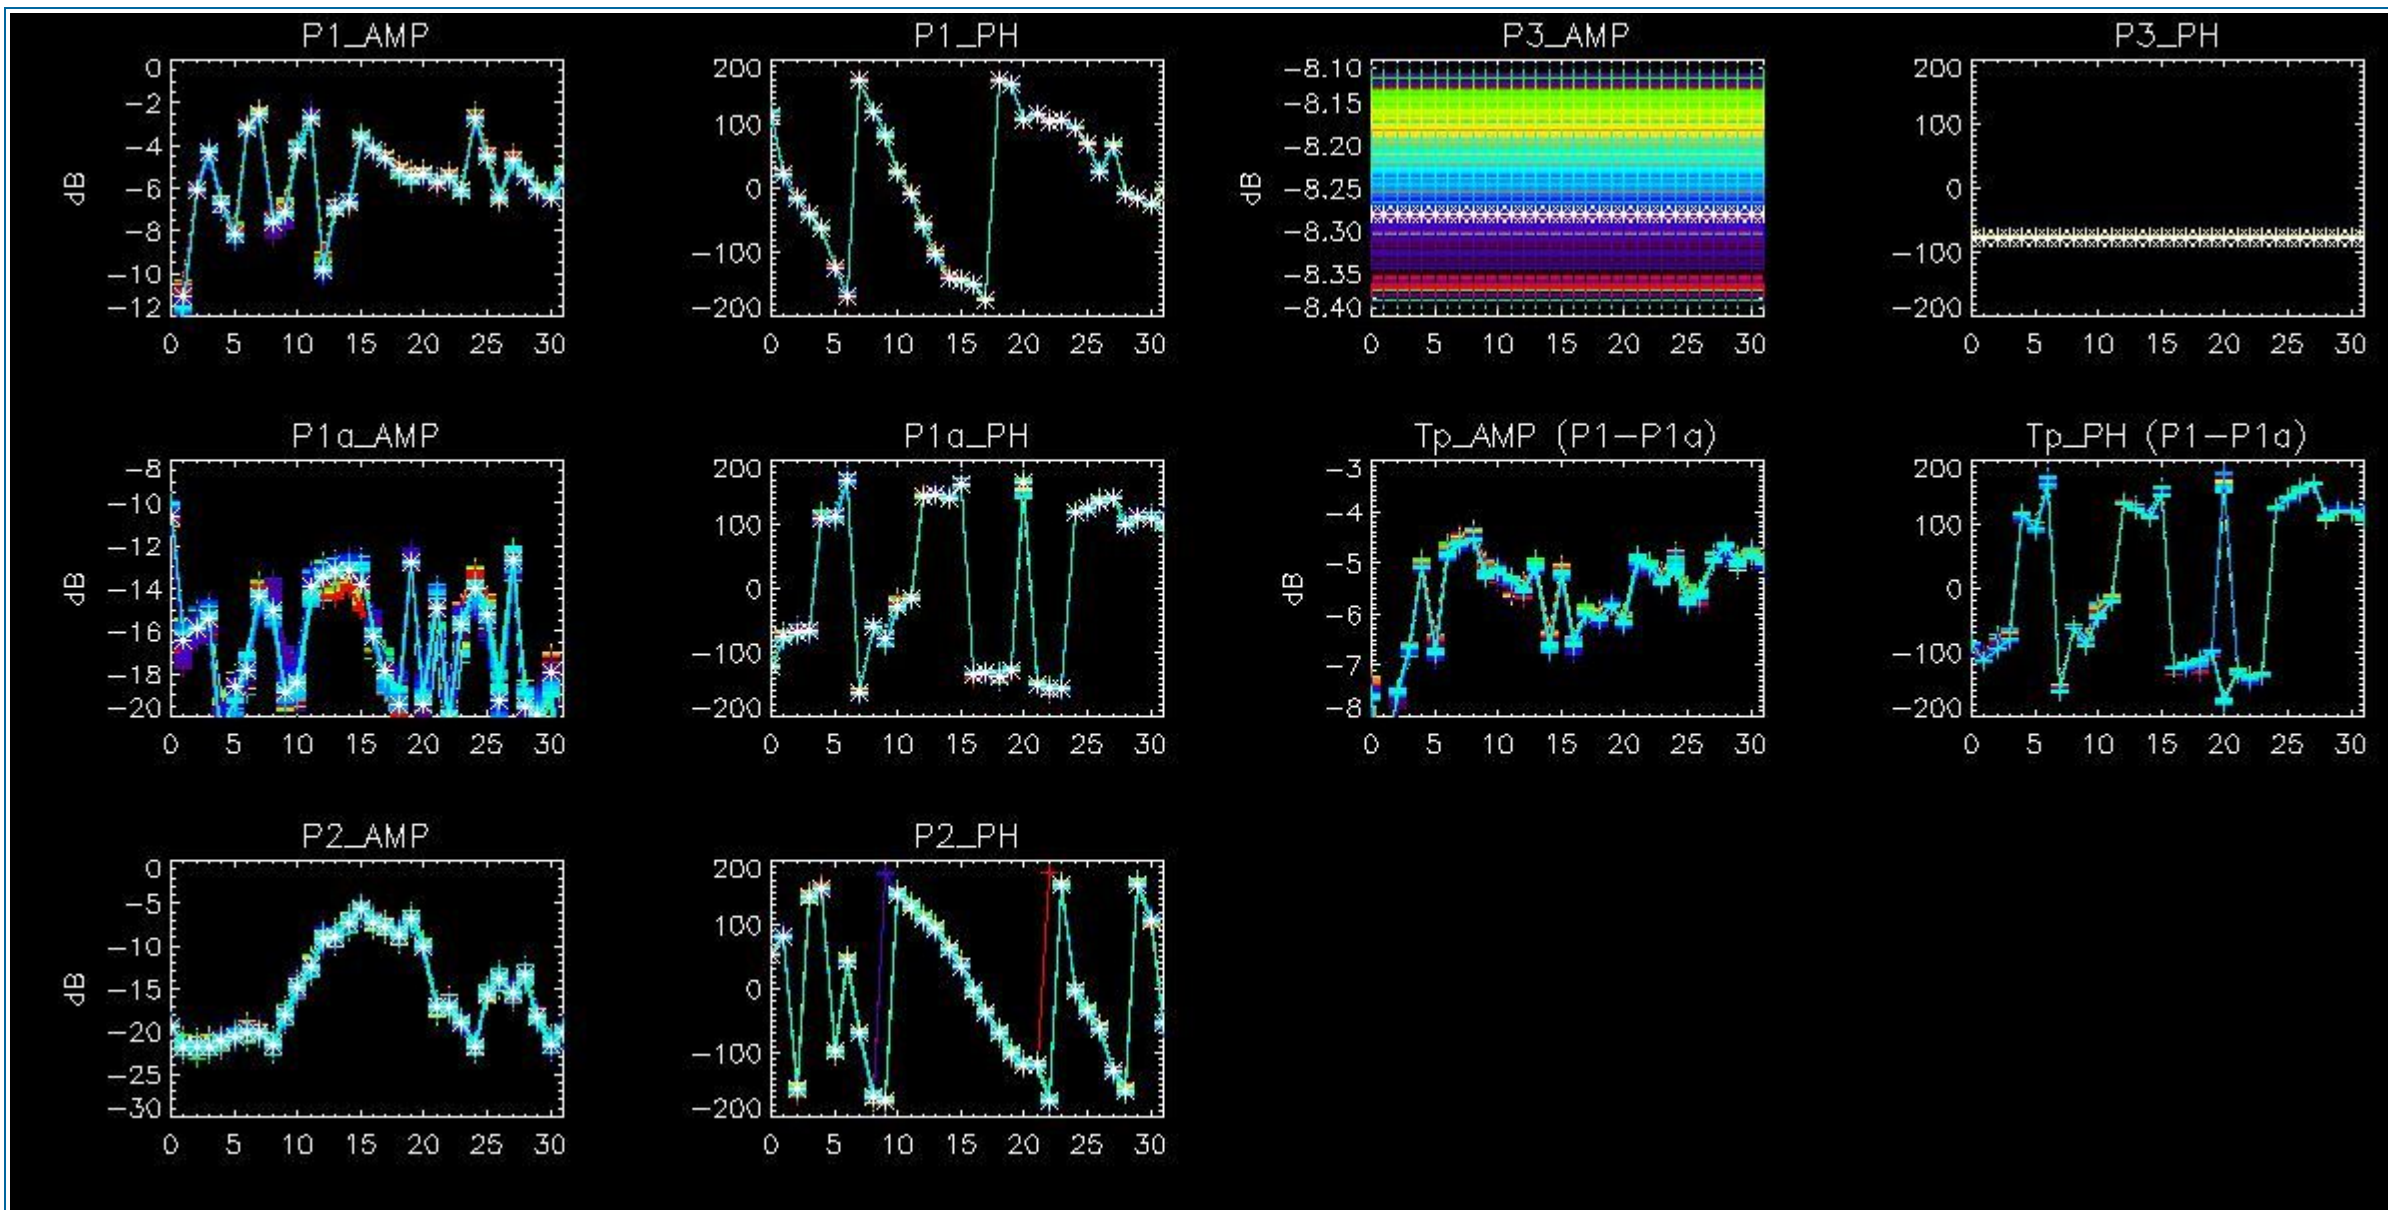 P1_AMP
0
−2
−4
−6
−8
−10
−12
dB
0 5 10 15 20 25 30
P1_PH
200
100
0
−100
−200
0 5 10 15 20 25 30
P3_AMP
−8.10
−8.15
−8.20
−8.25
−8.30
−8.35
−8.40
dB
0 5 10 15 20 25 30
P3_PH
200
100
0
−100
−200
0 5 10 15 20 25 30
P1a_AMP
−8
−10
−12
−14
−16
−18
−20
dB
0 5 10 15 20 25 30
P1a_PH
200
100
0
−100
−200
0 5 10 15 20 25 30
Tp_AMP (P1−P1a)
−3
−4
−5
−6
−7
−8
dB
0 5 10 15 20 25 30
Tp_PH (P1−P1a)
200
100
0
−100
−200
0 5 10 15 20 25 30
P2_AMP
0
−5
−10
−15
−20
−25
−30
dB
0 5 10 15 20 25 30
P2_PH
200
100
0
−100
−200
0 5 10 15 20 25 30